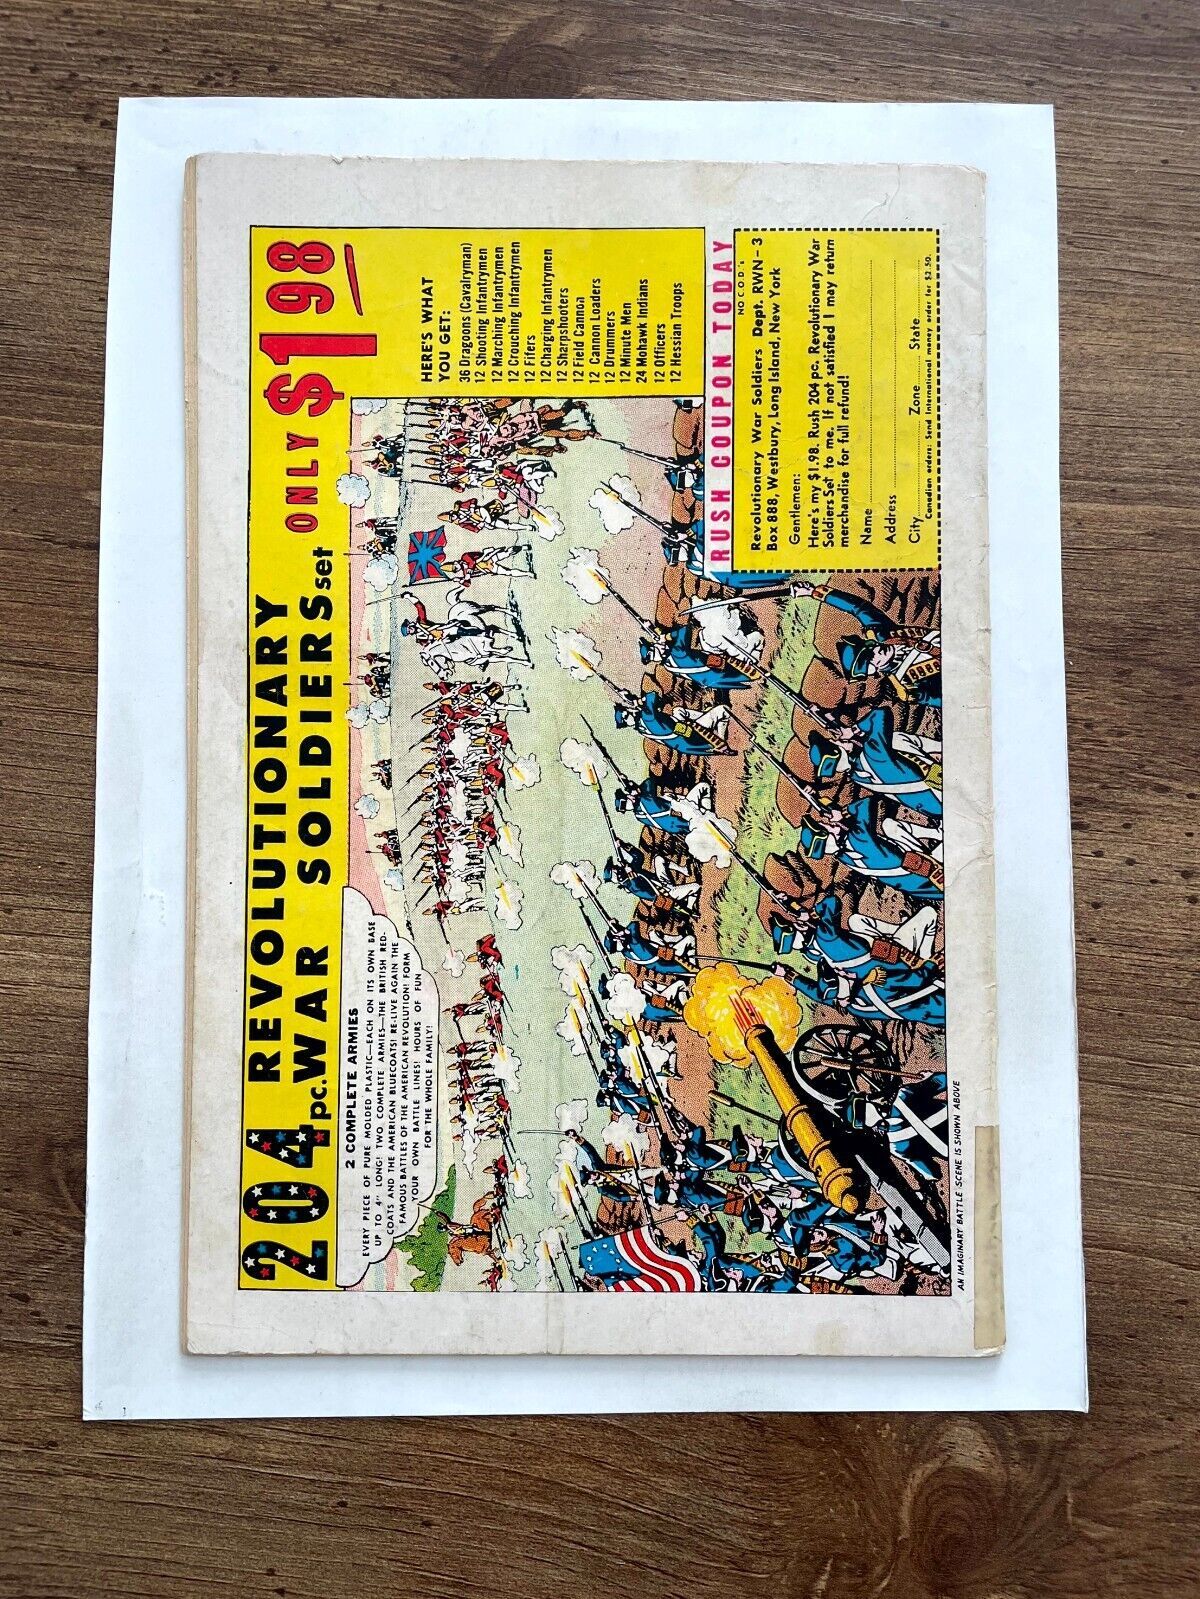 204 REVOLUTIONARY
pc. WAR SOLDIERS set
ONLY $1 98
2 COMPLETE ARMIES
EVERY PIECE OF PURE MOLDED PLASTIC—EACH ON ITS OWN BASE
UP TO 4" LONG! TWO COMPLETE ARMIES—THE BRITISH RED-
COATS AND THE AMERICAN BLUECOATS! RE-LIVE AGAIN THE
FAMOUS BATTLES OF THE AMERICAN REVOLUTION! FORM
YOUR OWN BATTLE LINES! HOURS OF FUN
FOR THE WHOLE FAMILY!
HERE'S WHAT
YOU GET:
36 Dragoons (Cavalryman)
12 Shooting Infantrymen
12 Marching Infantrymen
12 Crouching Infantrymen
12 Fifers
12 Charging Infantrymen
12 Sharpshooters
12 Field Cannon
12 Cannon Loaders
12 Drummers
12 Minute Men
24 Mohawk Indians
12 Officers
12 Hessian Troops
RUSH COUPON TODAY
NO C.O.D.'s
Revolutionary War Soldiers Dept. RWN-3
Box 888, Westbury, Long Island, New York
Gentlemen:
Here's my $1.98. Rush 204 pc. Revolutionary War
Soldiers Set to me. If not satisfied I may return
merchandise for full refund!
Name
Address
City Zone State
Canadian orders: Send International money order for $2.50.
AN IMAGINARY BATTLE SCENE IS SHOWN ABOVE